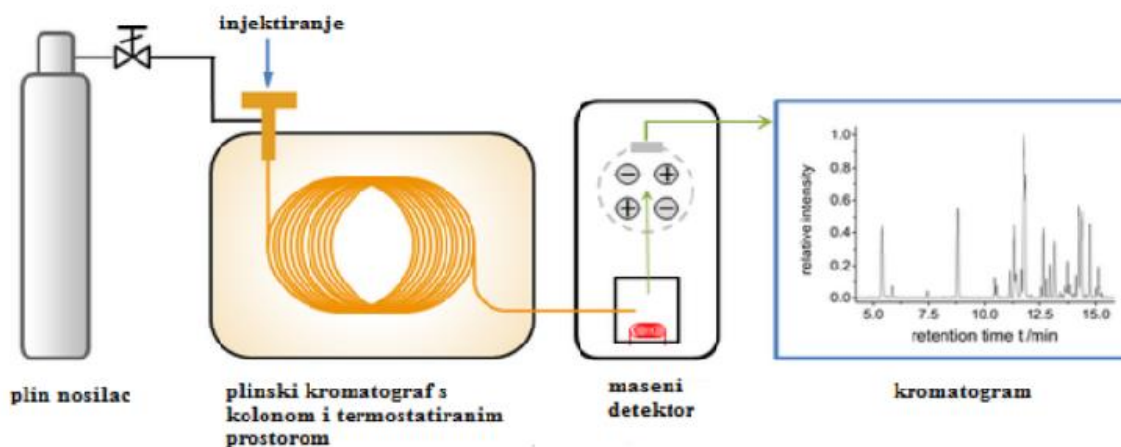 injektiranje
plin nosilac
plinski kromatograf s
kolonom i termostatiranim
prostorom
maseni
detektor
kromatogram
relative intensity
1.0
0.8
0.6
0.4
0.2
0.0
5.0 7.5 10.0 12.5 15.0
retention time t /min
− +
+ −